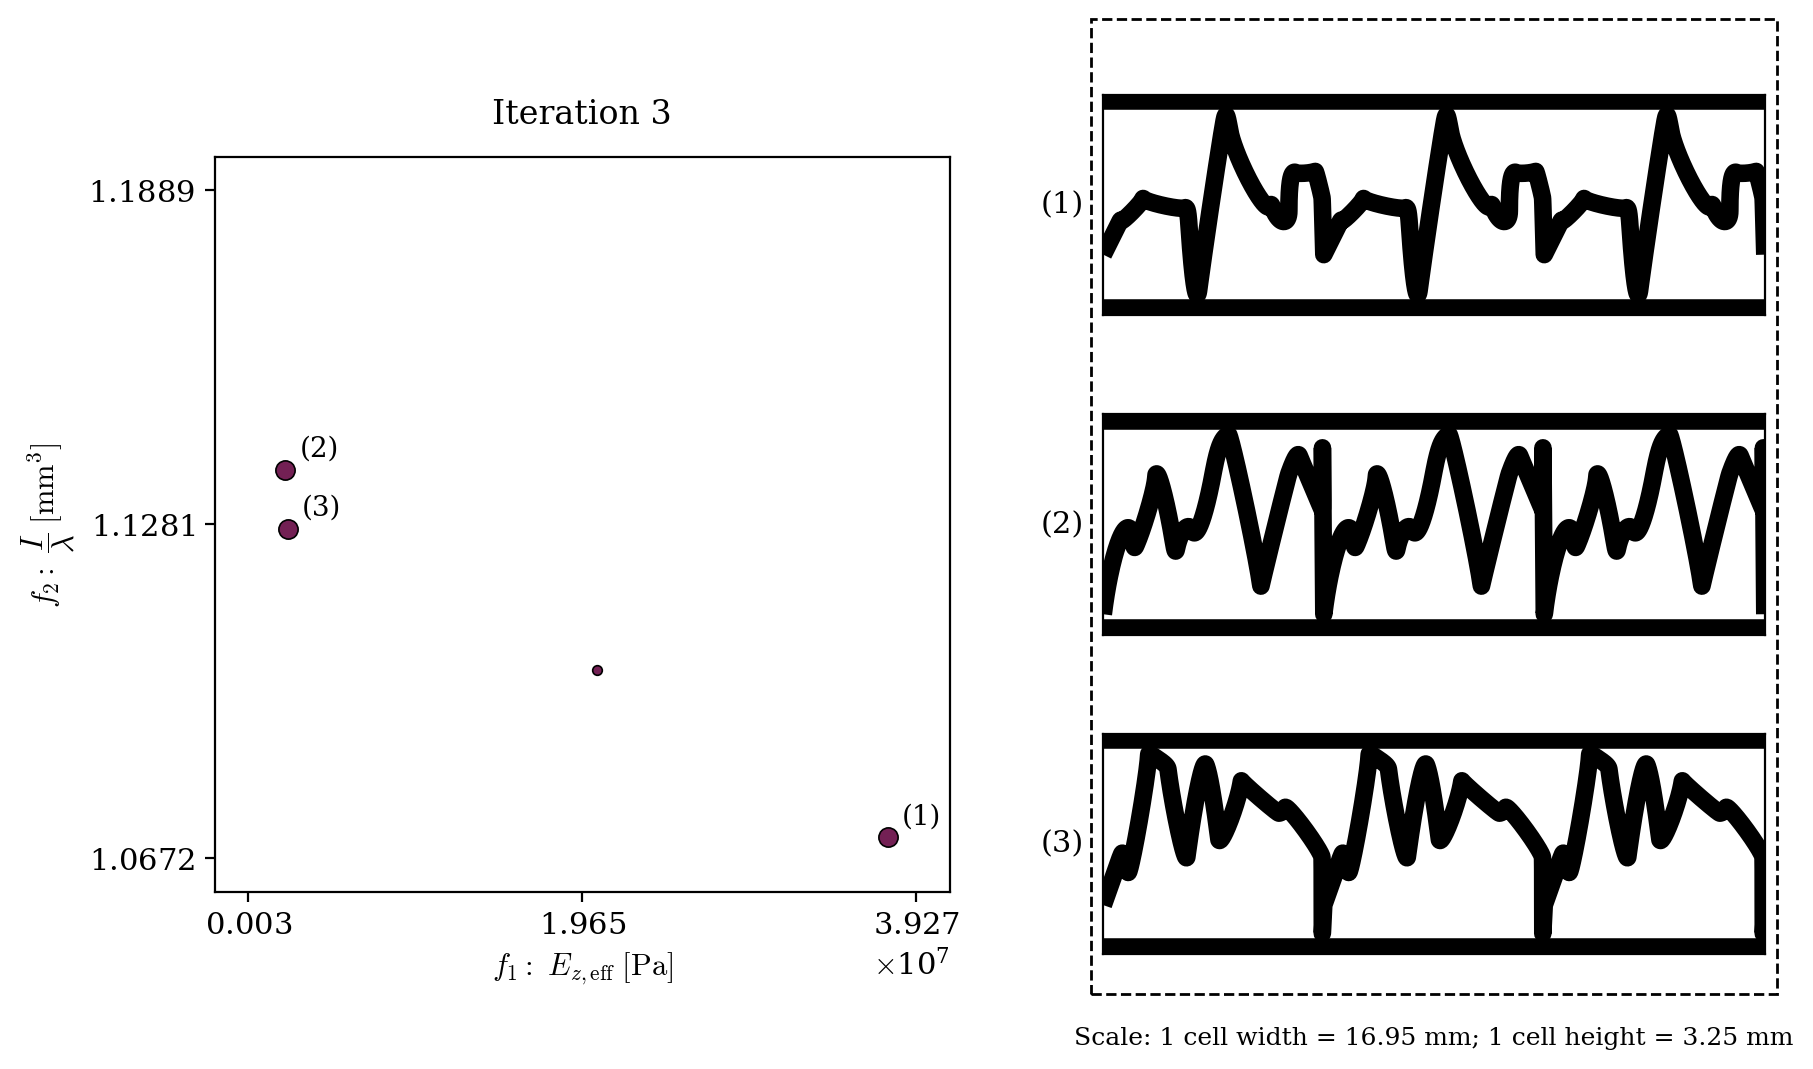 Iteration 3
1.1889
1.1281
1.0672
f₂ : I/λ [mm³]
(2)
(3)
(1)
0.003 1.965 3.927
×10⁷
f₁ : E_z,eff [Pa]
(1)
(2)
(3)
Scale: 1 cell width = 16.95 mm; 1 cell height = 3.25 mm